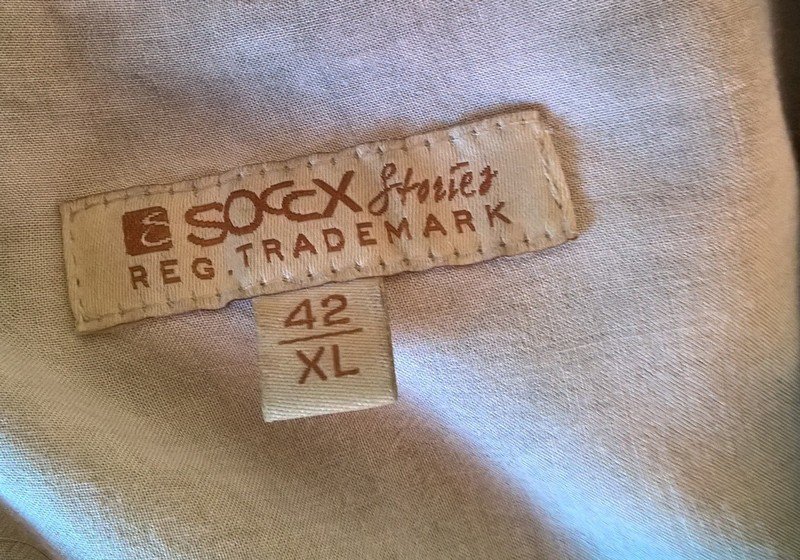 SOCCX Stories
REG. TRADEMARK
42
XL